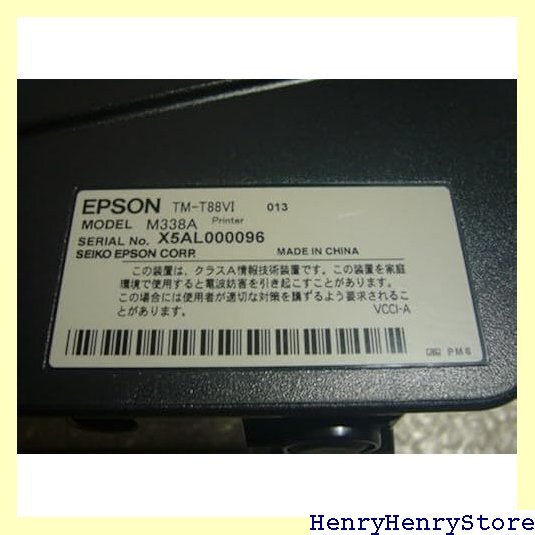 EPSON TM-T88VI 013
MODEL M338A Printer
SERIAL No. X5AL000096
SEIKO EPSON CORP. MADE IN CHINA
この装置は、クラスA情報技術装置です。この装置を家庭
環境で使用すると電波妨害を引き起こすことがあります。
この場合には使用者が適切な対策を講ずるよう要求されるこ
とがあります。 VCCI-A
PM6
HenryHenryStore